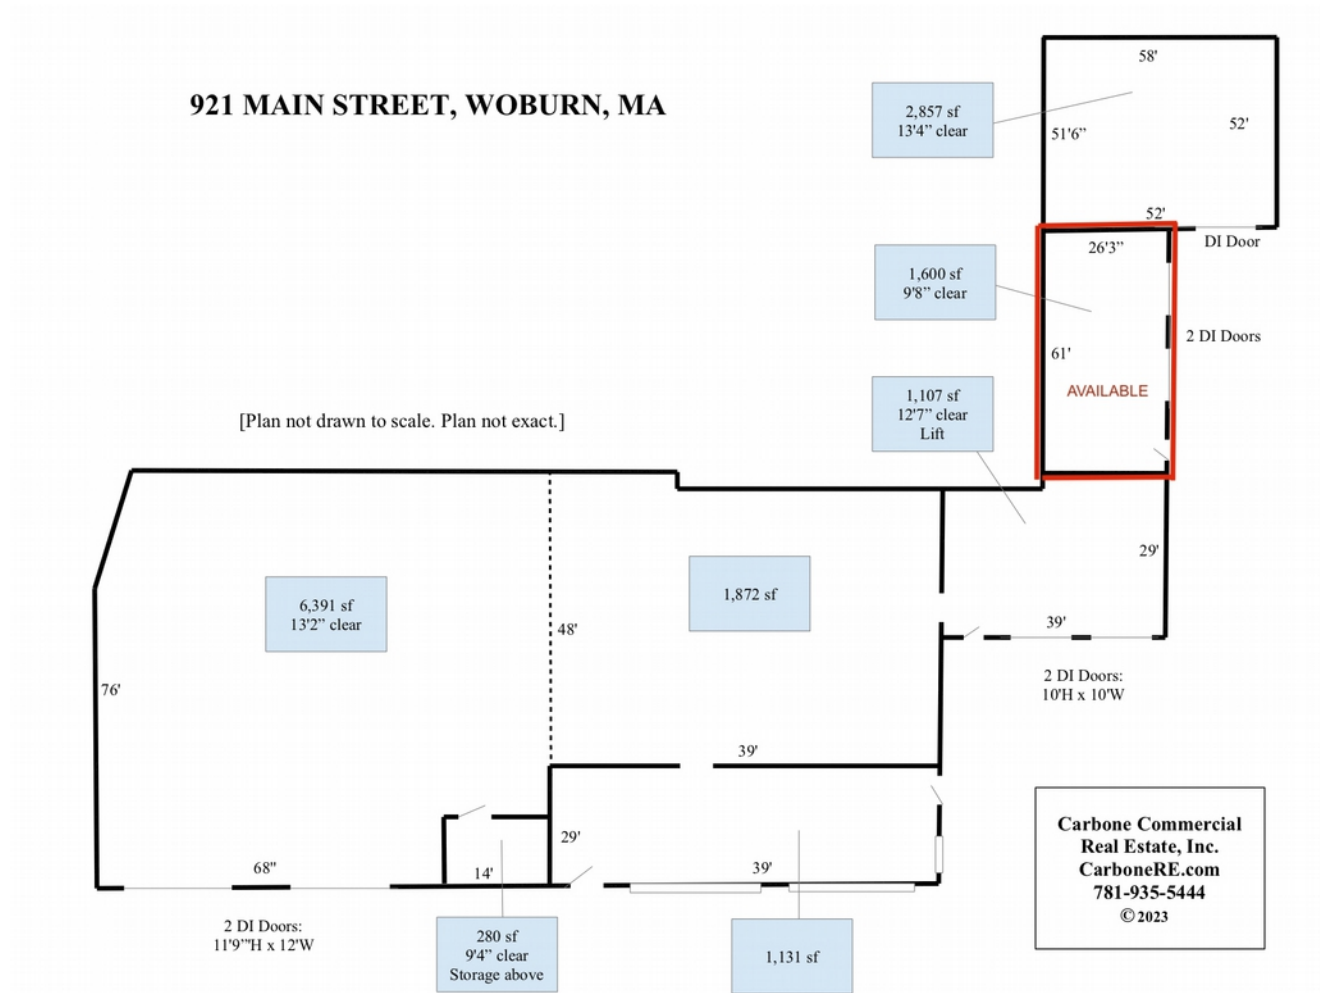 58'
2,857 sf
13'4” clear
921 MAIN STREET, WOBURN, MA
51'6”
52'
52'
DI Door
26'3”
1,600 sf
9'8” clear
2 DI Doors
61'
1,107 sf
12'7” clear
Lift
AVAILABLE
[Plan not drawn to scale. Plan not exact.]
29'
1,872 sf
6,391 sf
13'2” clear
48'
39'
2 DI Doors:
10'H x 10'W
76'
39'
Carbone Commercial
Real Estate, Inc.
CarboneRE.com
781-935-5444
©2023
29'
68”
14'
39'
2 DI Doors:
11'9”'H x 12'W
280 sf
9'4” clear
Storage above
1,131 sf